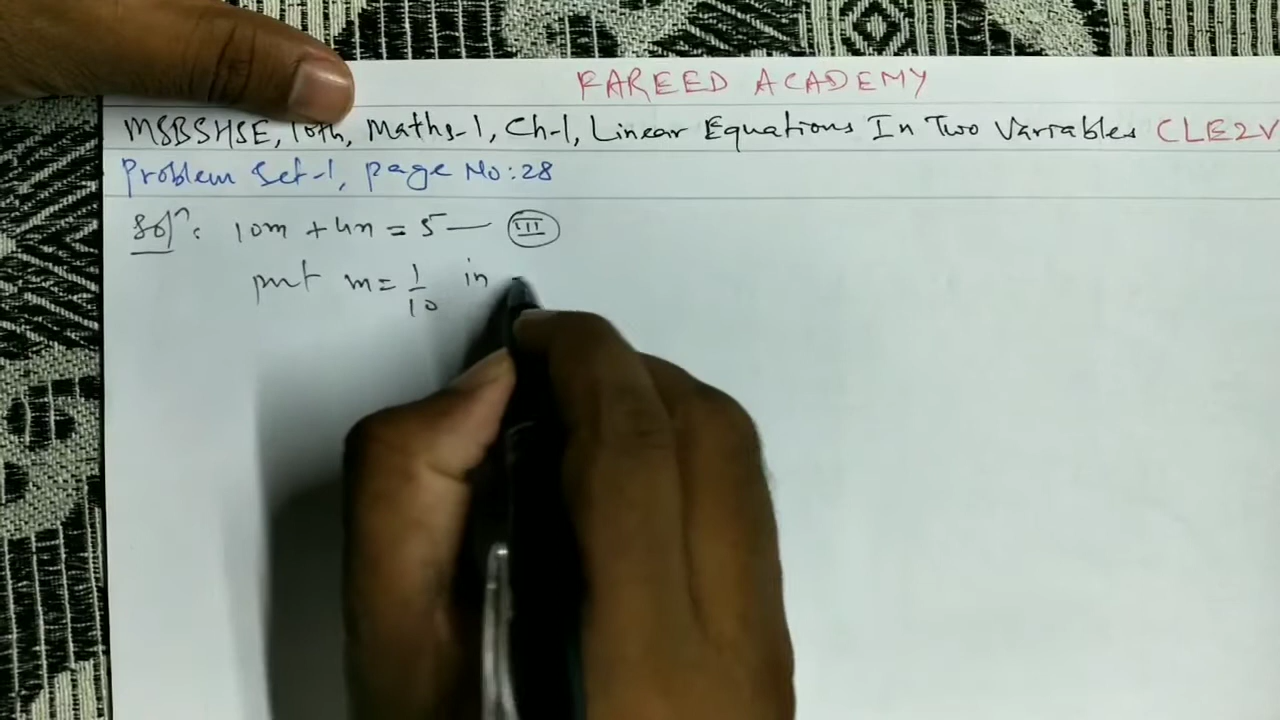 FAREED ACADEMY
MSBSHSE, 10th, Maths-1, Ch-1, Linear Equations In Two Variables CLE2V
Problem Set-1, page No:28
Solⁿ: 10m + 4n = 5 — III
put m = 1/10 in